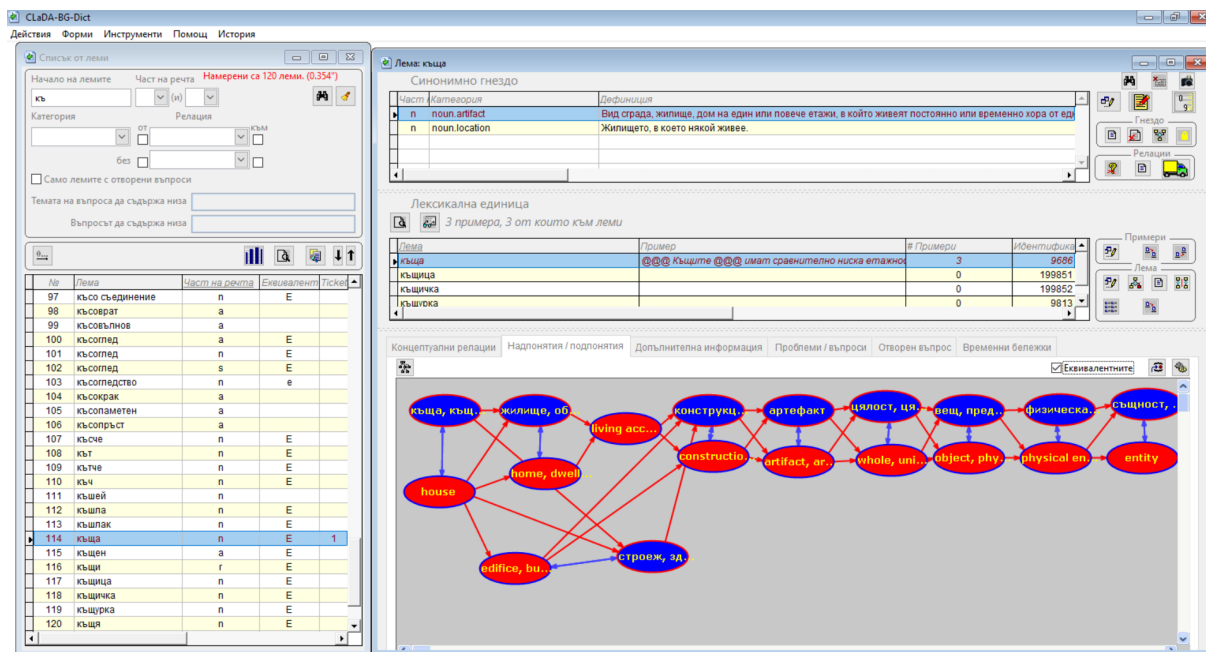 CLaDA-BG-Dict
Действия Форми Инструменти Помощ История
Списък от леми
Начало на лемите Част на речта Намерени са 120 леми. (0.354")
къ (и)
Категория Релация
от към
без
Само лемите с отворени въпроси
Темата на въпроса да съдържа низа
Въпросът да съдържа низа
№ Лема Част на речта Еквивалент Ticket
97 късо съединение n E
98 късоврат a
99 късовълнов a
100 късоглед a E
101 късоглед n E
102 късоглед s E
103 късогледство n e
104 късокрак a
105 късопаметен a
106 късопръст a
107 късче n E
108 кът n E
109 кътче n E
110 къч n E
111 къшей n
112 къшла n E
113 къшлак n E
114 къща n E 1
115 къщен a E
116 къщи r E
117 къщица n E
118 къщичка n E
119 къщурка n E
120 къщя n E
Лема: къща
Синонимно гнездо
Част Категория Дефиниция
n noun.artifact Вид сграда, жилище, дом на един или повече етажи, в който живеят постоянно или временно хора от ед
n noun.location Жилището, в което някой живее.
Гнездо
Релации
Лексикална единица
3 примера, 3 от които към леми
Лема Пример # Примери Идентифика
къща @@@ Къщите @@@ имат сравнително ниска етажнос 3 9686
къщица 0 199851
къщичка 0 199852
къщурка 0 9813
Примери
Лема
Концептуални релации Надпонятия / подпонятия Допълнителна информация Проблеми / въпроси Отворен въпрос Временни бележки
Еквивалентните
къща, къщ... жилище, об... living acc... конструкц... артефакт цялост, ця... вещ, пред... физическа... същност, ...
house home, dwell... constructio... artifact, ar... whole, uni... object, phy... physical en... entity
edifice, bu... строеж, зд...